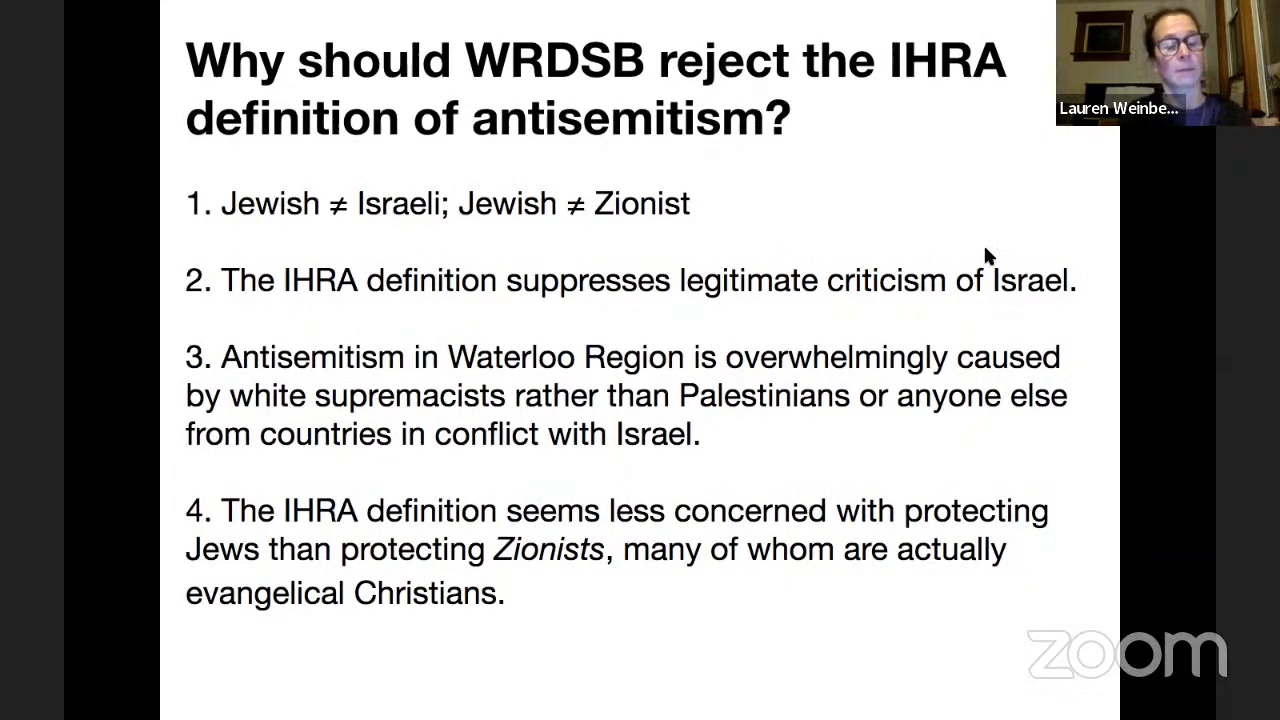 Why should WRDSB reject the IHRA
definition of antisemitism?
Lauren Weinbe...
1. Jewish ≠ Israeli; Jewish ≠ Zionist
2. The IHRA definition suppresses legitimate criticism of Israel.
3. Antisemitism in Waterloo Region is overwhelmingly caused
by white supremacists rather than Palestinians or anyone else
from countries in conflict with Israel.
4. The IHRA definition seems less concerned with protecting
Jews than protecting Zionists, many of whom are actually
evangelical Christians.
zoom